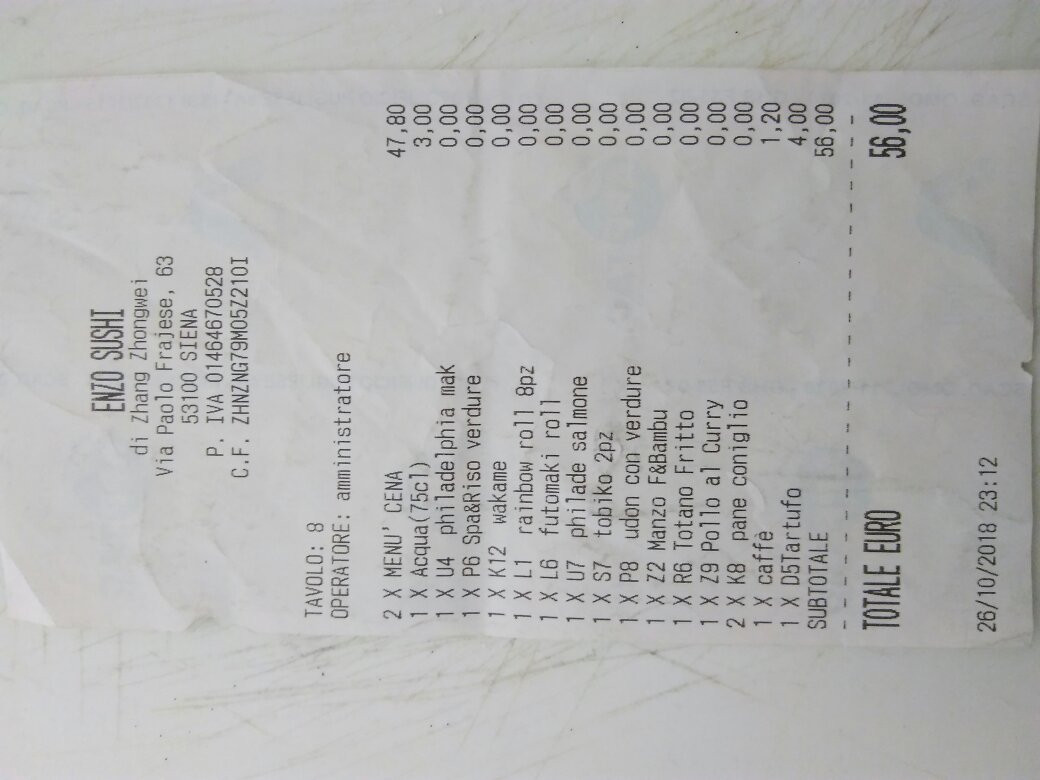 ENZO SUSHI
di Zhang Zhongwei
Via Paolo Frajese, 63
53100 SIENA
P. IVA 01464670528
C.F. ZHNZNG79M05Z210I
TAVOLO: 8
OPERATORE: amministratore
2 X MENU' CENA 47,80
1 X Acqua(75cl) 3,00
1 X U4 philadelphia mak 0,00
1 X P6 Spa&Riso verdure 0,00
1 X K12 wakame 0,00
1 X L1 rainbow roll 8pz 0,00
1 X L6 futomaki roll 0,00
1 X U7 philade salmone 0,00
1 X S7 tobiko 2pz 0,00
1 X P8 udon con verdure 0,00
1 X Z2 Manzo F&Bambu 0,00
1 X R6 Totano Fritto 0,00
1 X Z9 Pollo al Curry 0,00
2 X K8 pane coniglio 0,00
1 X caffè 1,20
1 X D5Tartufo 4,00
SUBTOTALE 56,00
TOTALE EURO 56,00
26/10/2018 23:12